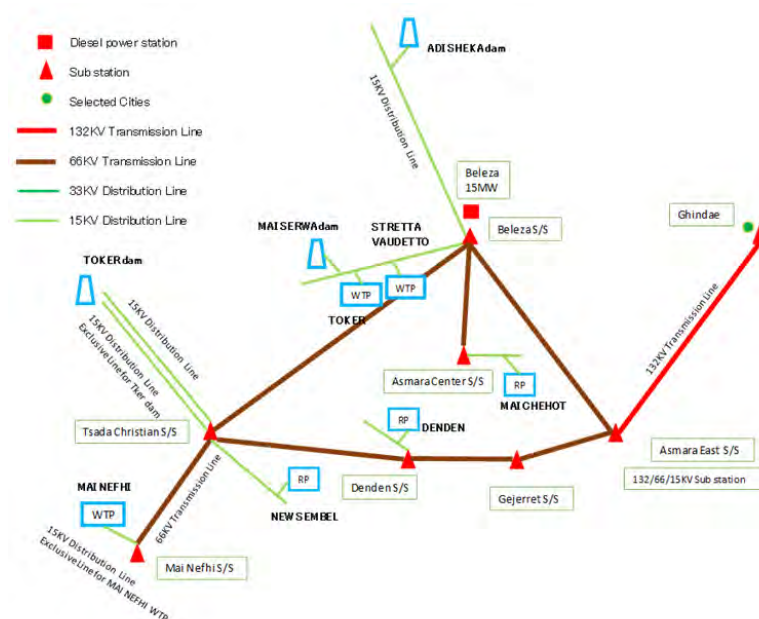 Diesel power station
Sub station
Selected Cities
132KV Transmission Line
66KV Transmission Line
33KV Distribution Line
15KV Distribution Line
ADISHEKAdam
15KV Distribution Line
Beleza
15MW
Beleza S/S
Ghindae
STRETTA
VAUDETTO
MAISERWAdam
WTP
WTP
TOKER
TOKERdam
15KV Distribution Line
15KV Distribution Line
Exclusive Line for Tker dam
132KV Transmission Line
Asmara Center S/S
RP
MAICHEHOT
RP
DENDEN
Tsada Christian S/S
Asmara East S/S
132/66/15KV Sub station
Denden S/S
Gejerret S/S
RP
NEWSEMBEL
66KV Transmission Line
MAINEFHI
WTP
Mai Nefhi S/S
15KV Distribution Line
Exclusive Line for MAI NEFHI WTP